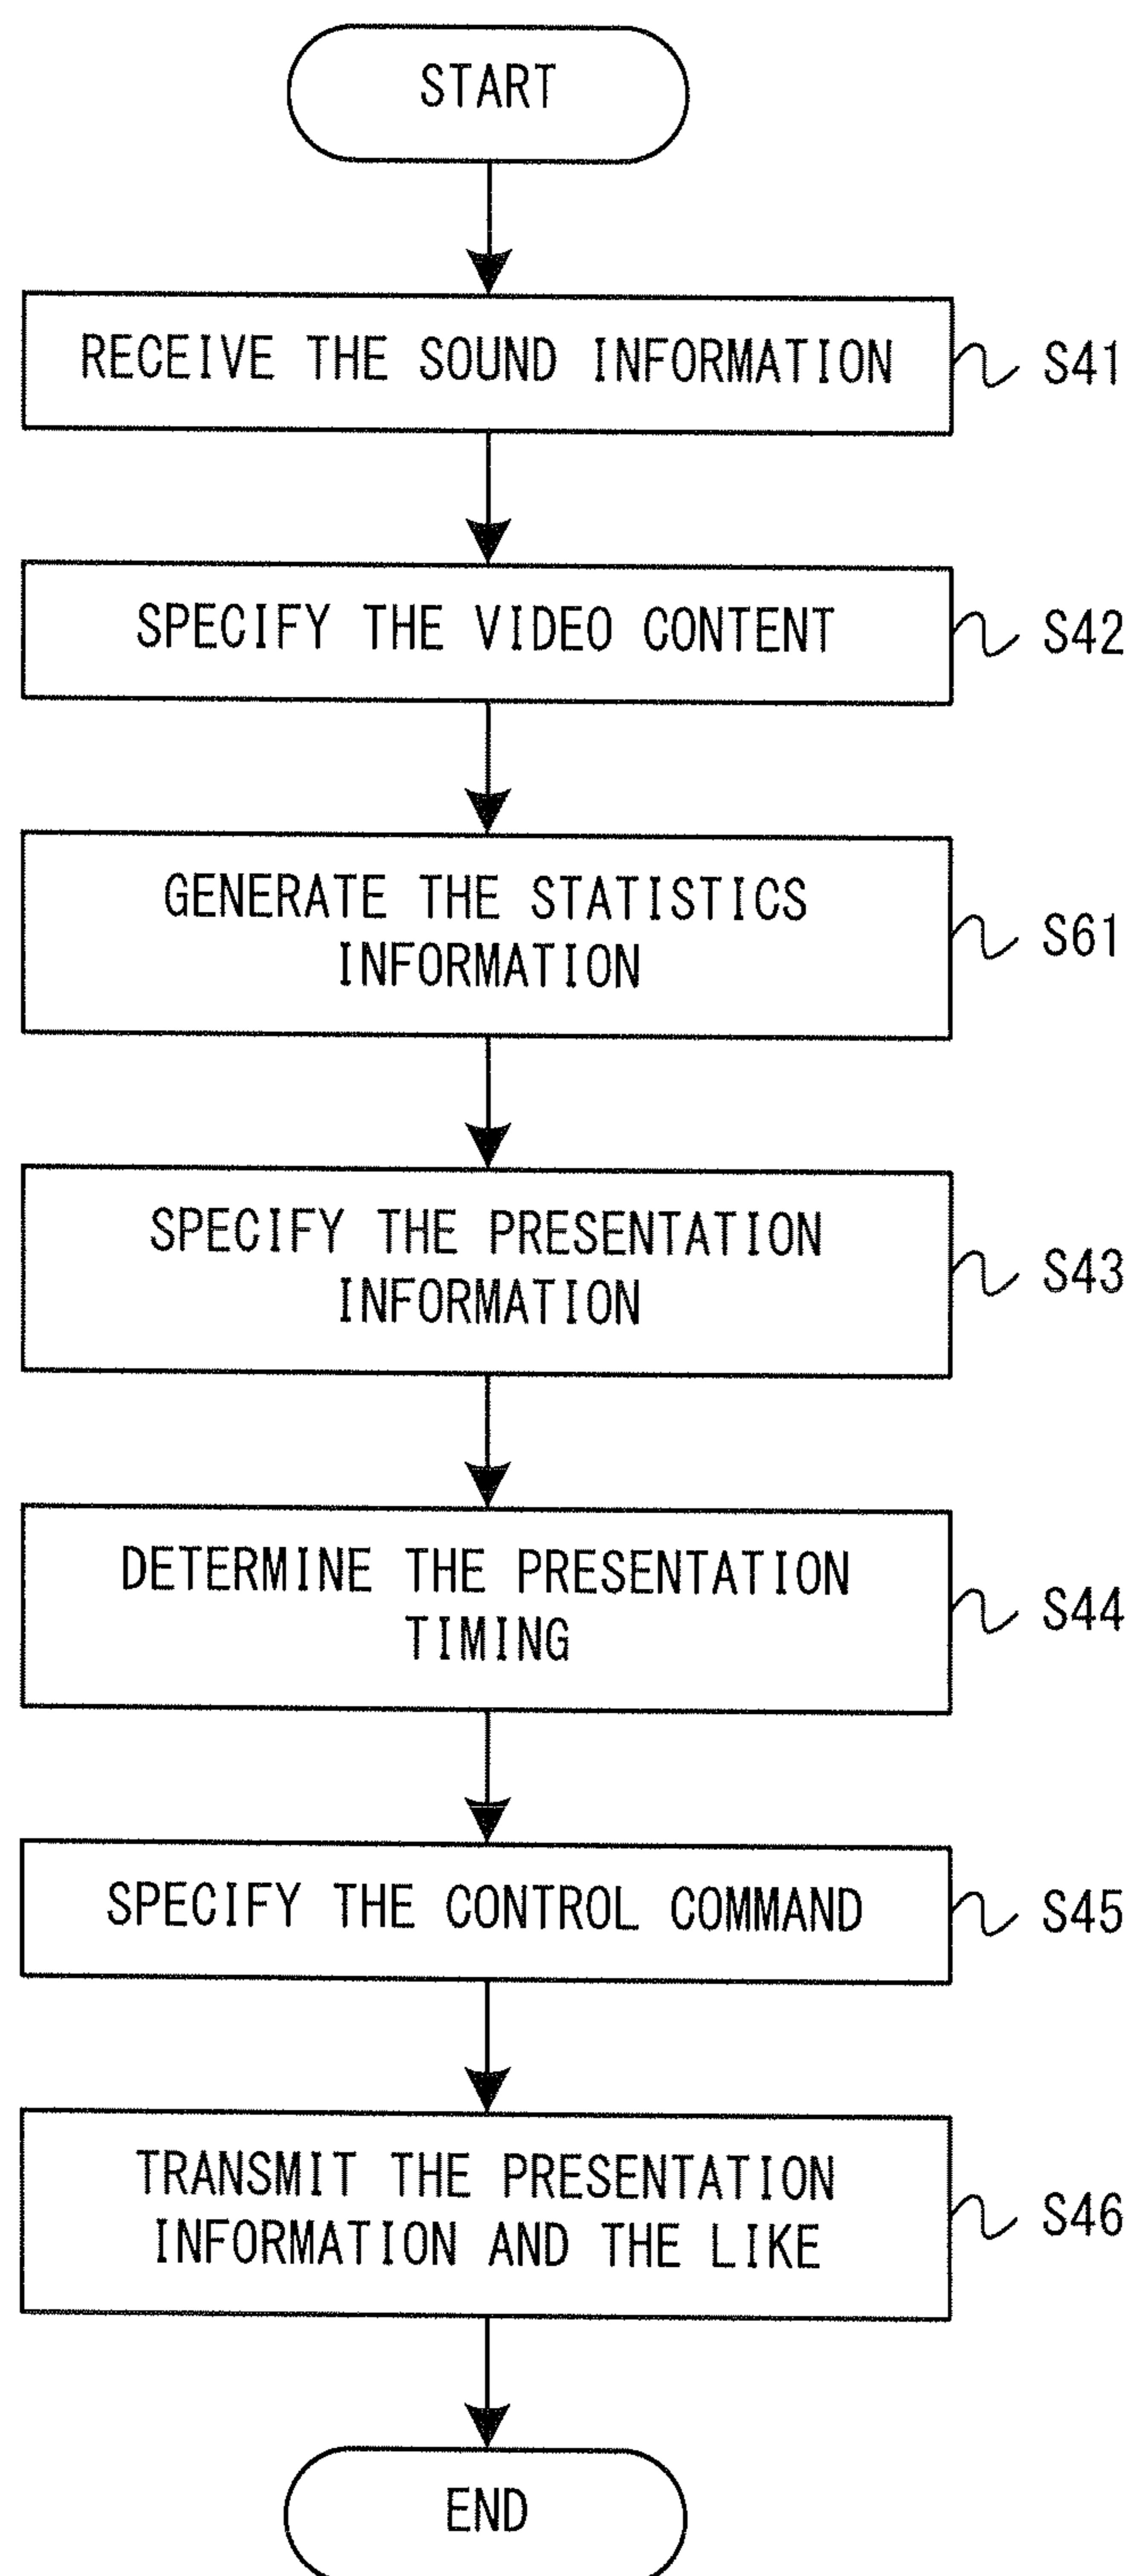 START
RECEIVE THE SOUND INFORMATION
S41
SPECIFY THE VIDEO CONTENT
S42
GENERATE THE STATISTICS
INFORMATION
S61
SPECIFY THE PRESENTATION
INFORMATION
S43
DETERMINE THE PRESENTATION
TIMING
S44
SPECIFY THE CONTROL COMMAND
S45
TRANSMIT THE PRESENTATION
INFORMATION AND THE LIKE
S46
END